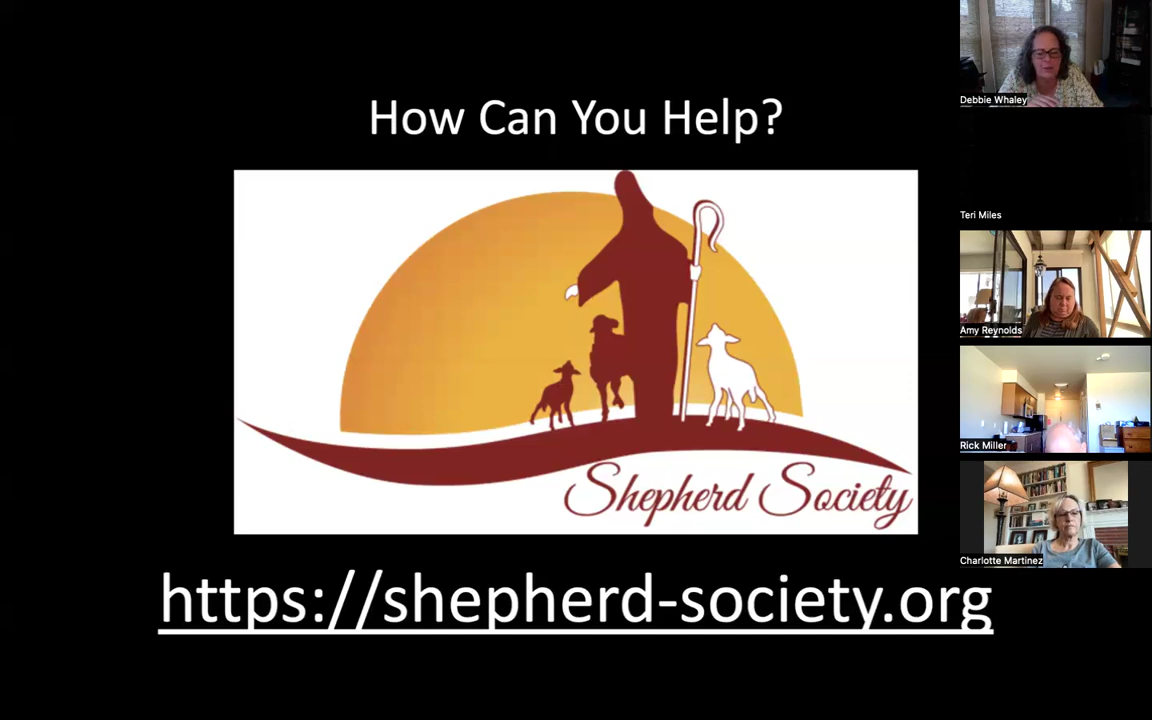 How Can You Help?
Shepherd Society
https://shepherd-society.org
Debbie Whaley
Teri Miles
Amy Reynolds
Rick Miller
Charlotte Martinez